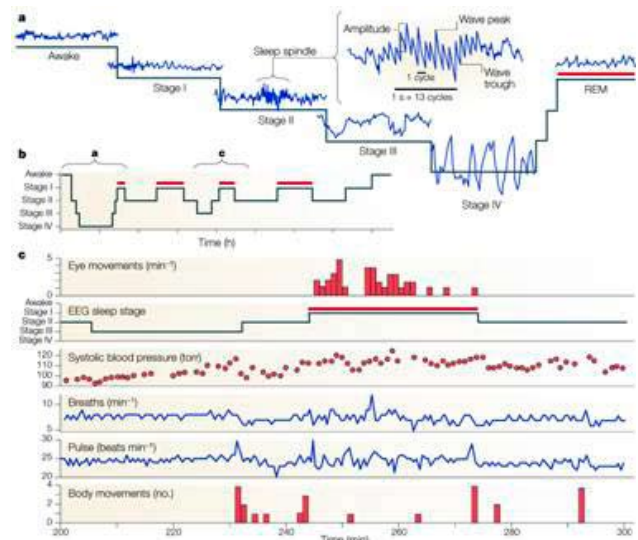 a
Amplitude
Wave peak
Sleep spindle
Awake
Stage I
1 cycle
Wave
trough
1 s = 13 cycles
REM
Stage II
Stage III
Stage IV
b
a
c
Awake
Stage I
Stage II
Stage III
Stage IV
Time (h)
c
5
0
Eye movements (min⁻¹)
Awake
Stage I
Stage II
Stage III
Stage IV
EEG sleep stage
120
110
100
90
Systolic blood pressure (torr)
10
5
Breaths (min⁻¹)
30
25
20
Pulse (beats min⁻¹)
4
2
0
Body movements (no.)
200
220
240
260
280
300
Time (min)